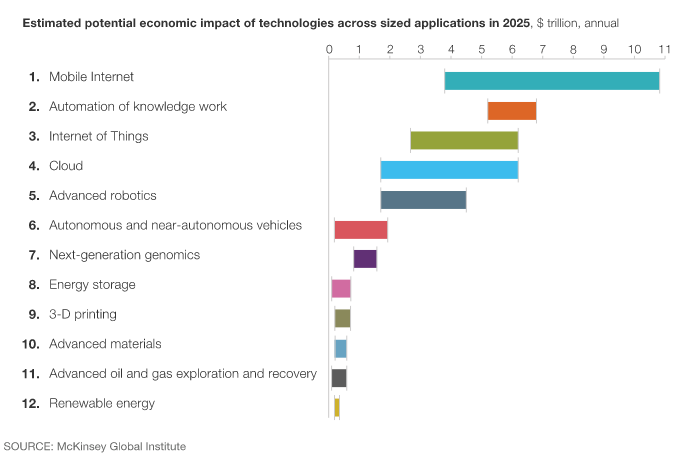 Estimated potential economic impact of technologies across sized applications in 2025, $ trillion, annual
0 1 2 3 4 5 6 7 8 9 10 11
1. Mobile Internet
2. Automation of knowledge work
3. Internet of Things
4. Cloud
5. Advanced robotics
6. Autonomous and near-autonomous vehicles
7. Next-generation genomics
8. Energy storage
9. 3-D printing
10. Advanced materials
11. Advanced oil and gas exploration and recovery
12. Renewable energy
SOURCE: McKinsey Global Institute